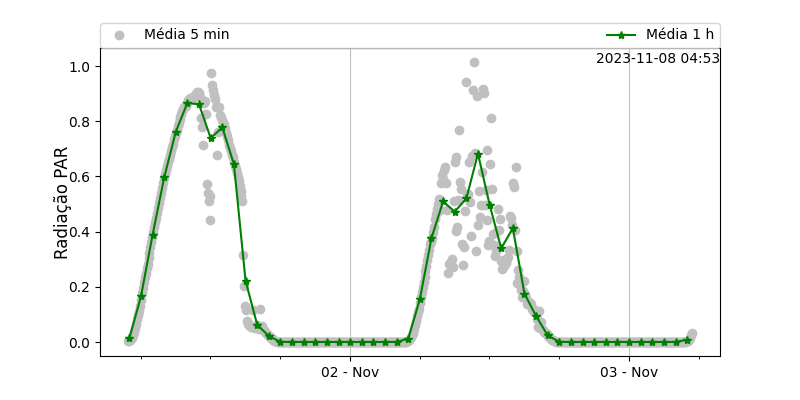 Média 5 min
Média 1 h
2023-11-08 04:53
Radiação PAR
1.0
0.8
0.6
0.4
0.2
0.0
02 - Nov
03 - Nov